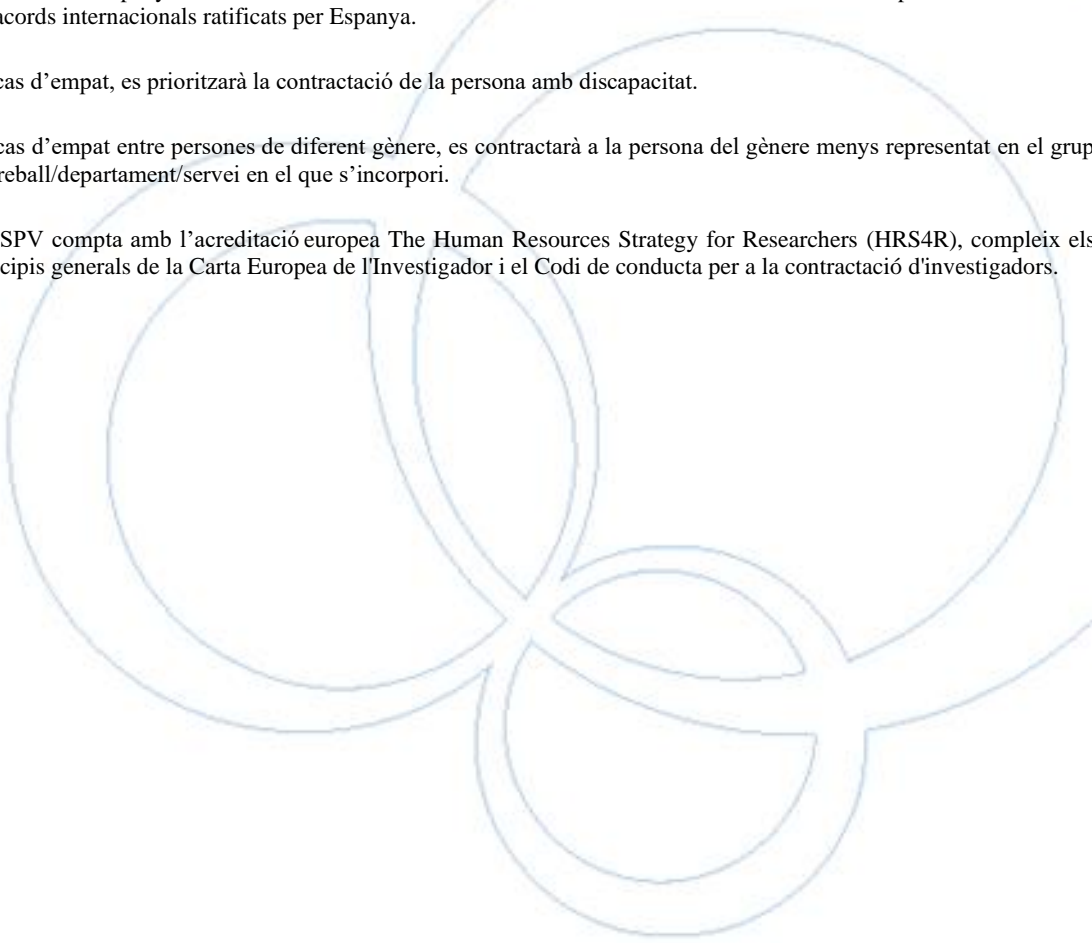 acords internacionals ratificats per Espanya.
cas d’empat, es prioritzarà la contractació de la persona amb discapacitat.
cas d’empat entre persones de diferent gènere, es contractarà a la persona del gènere menys representat en el grup
reball/departament/servei en el que s’incorpori.
SPV compta amb l’acreditació europea The Human Resources Strategy for Researchers (HRS4R), compleix els
cipis generals de la Carta Europea de l'Investigador i el Codi de conducta per a la contractació d'investigadors.